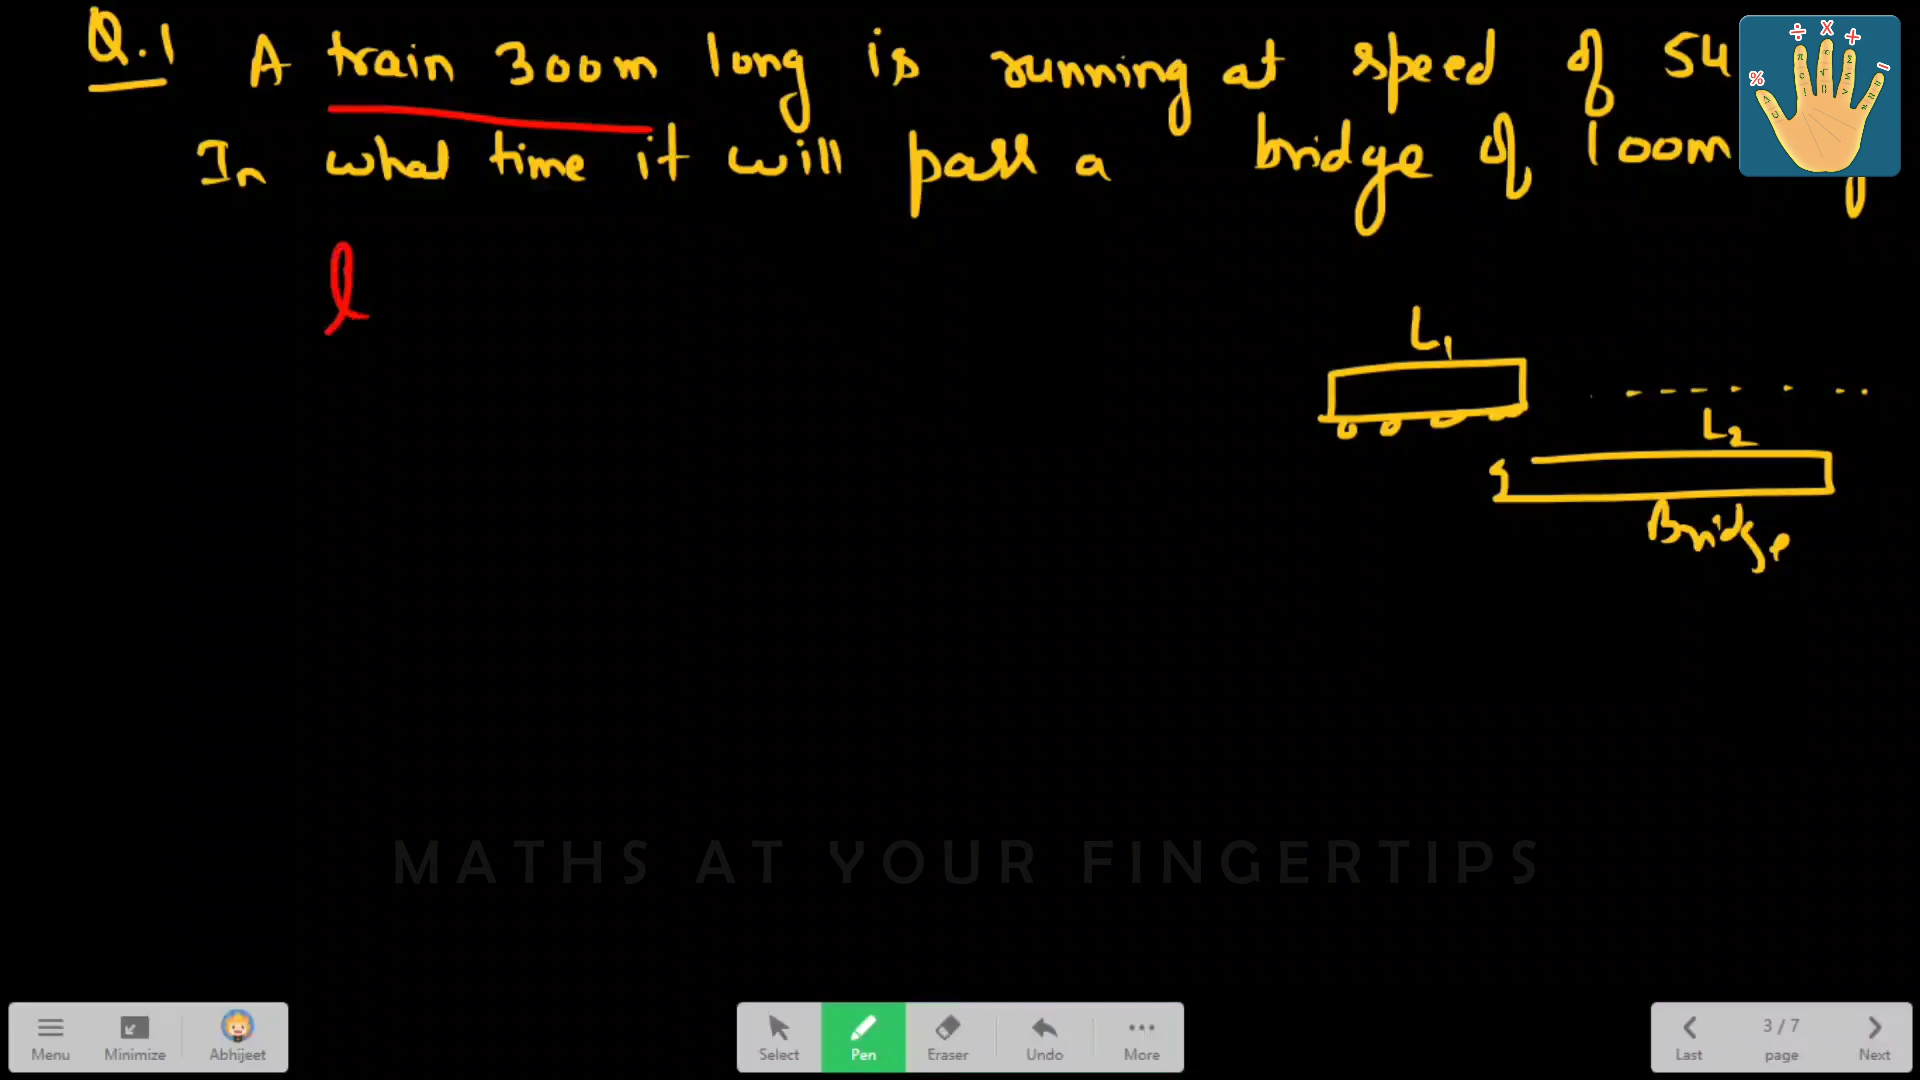 Q.1 A train 300m long is running at speed of 54
In what time it will pass a bridge of 100m
l
L1
L2
Bridge
% ÷ x + -
MATHS AT YOUR FINGERTIPS
Menu Minimize Abhijeet Select Pen Eraser Undo More Last 3 / 7 page Next